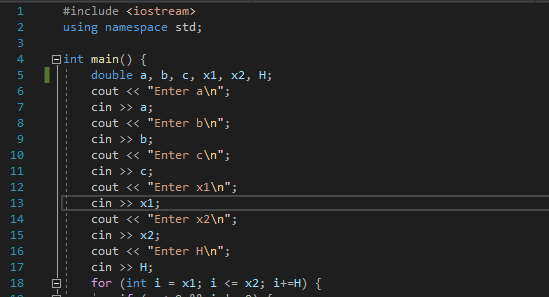 1 #include <iostream>
2 using namespace std;
3
4 int main() {
5 double a, b, c, x1, x2, H;
6 cout << "Enter a\n";
7 cin >> a;
8 cout << "Enter b\n";
9 cin >> b;
10 cout << "Enter c\n";
11 cin >> c;
12 cout << "Enter x1\n";
13 cin >> x1;
14 cout << "Enter x2\n";
15 cin >> x2;
16 cout << "Enter H\n";
17 cin >> H;
18 for (int i = x1; i <= x2; i+=H) {